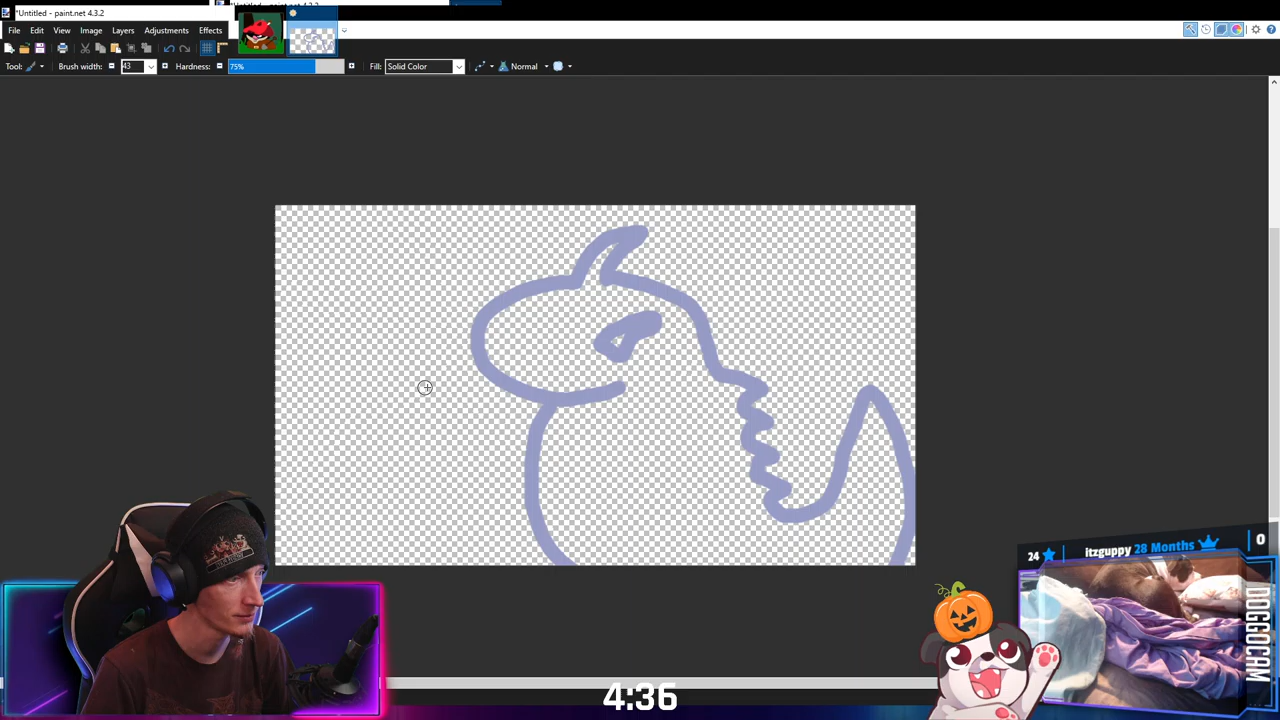 "Untitled - paint.net 4.3.2
File Edit View Image Layers Adjustments Effects
Tool: Brush width: 43 Hardness: 75% Fill: Solid Color Normal
24 itzguppy 28 Months 0
DOGGOCAM
4:36